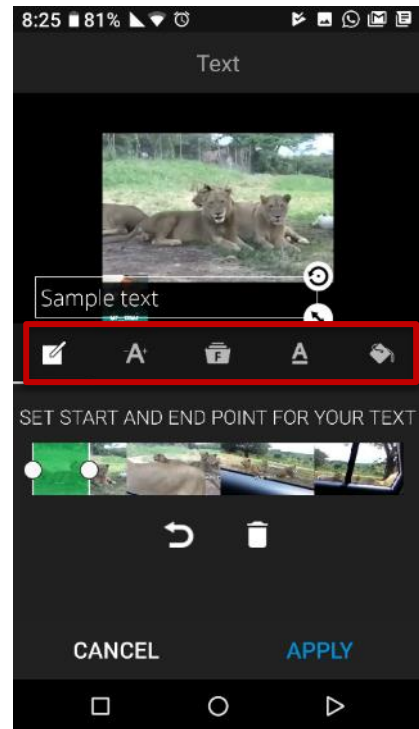 8:25 81%
Text
Sample text
A
F
A
SET START AND END POINT FOR YOUR TEXT
CANCEL
APPLY